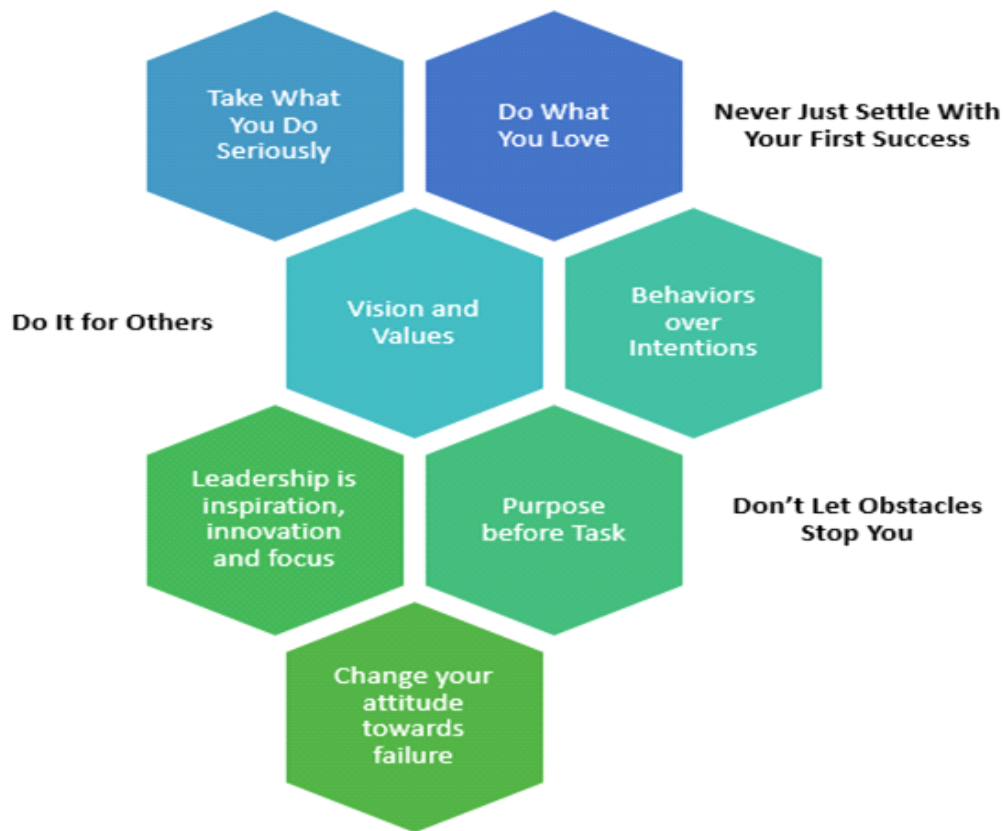 Take What
You Do
Seriously
Do What
You Love
Never Just Settle With
Your First Success
Do It for Others
Vision and
Values
Behaviors
over
Intentions
Leadership is
inspiration,
innovation
and focus
Purpose
before Task
Don’t Let Obstacles
Stop You
Change your
attitude
towards
failure